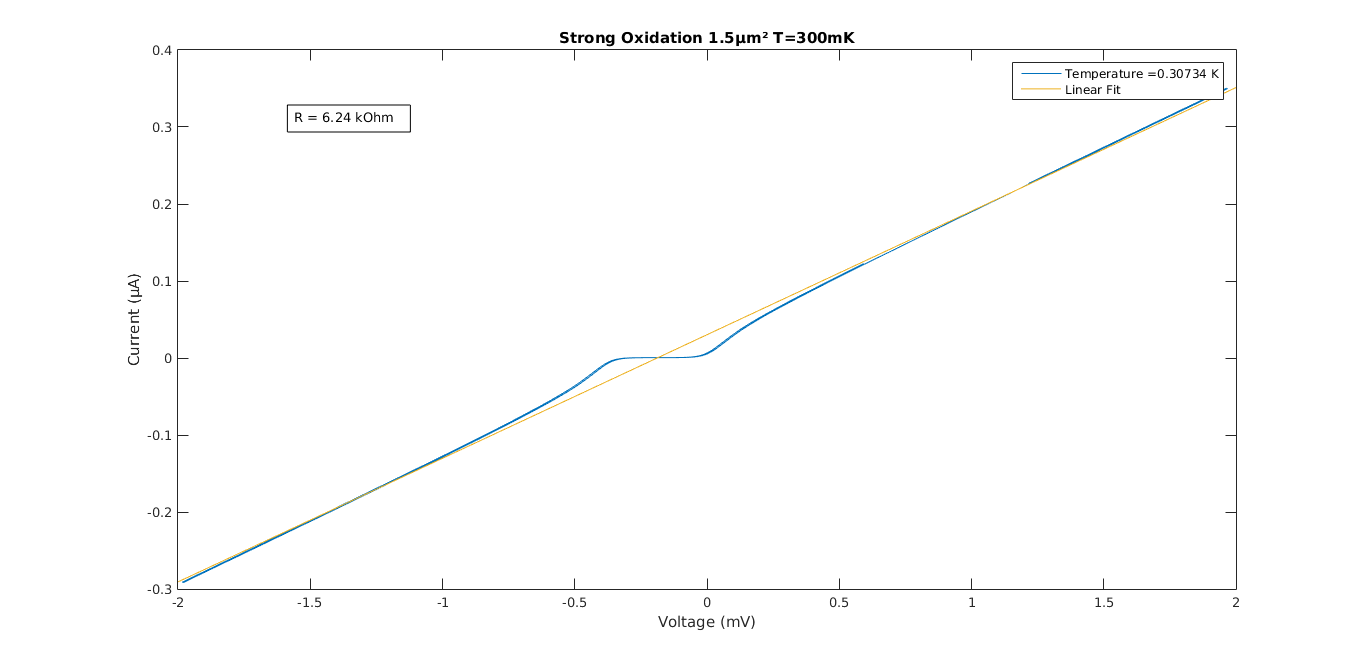 Strong Oxidation 1.5µm² T=300mK
0.4
Temperature =0.30734 K
Linear Fit
R = 6.24 kOhm
0.3
0.2
0.1
Current (µA)
0
-0.1
-0.2
-0.3
-2 -1.5 -1 -0.5 0 0.5 1 1.5 2
Voltage (mV)